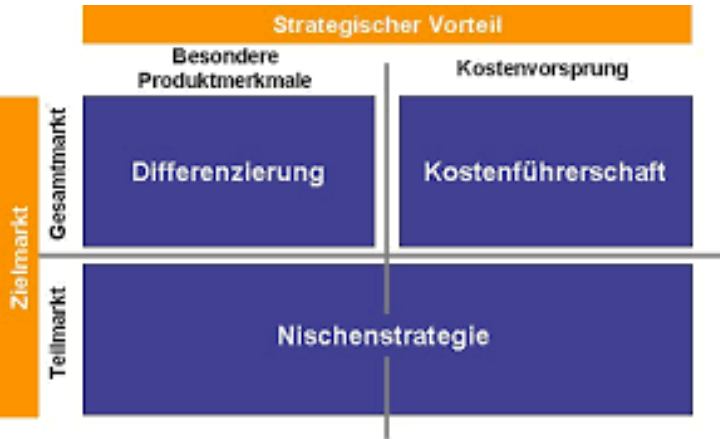 Strategischer Vorteil
Besondere
Produktmerkmale
Kostenvorsprung
Zielmarkt
Gesamtmarkt
Differenzierung
Kostenführerschaft
Teilmarkt
Nischenstrategie